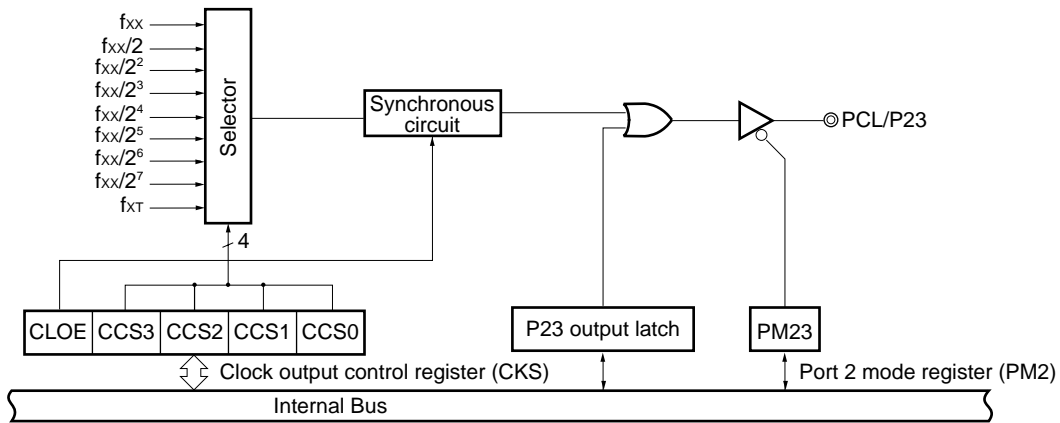 fXX
fXX/2
fXX/2²
fXX/2³
fXX/2⁴
fXX/2⁵
fXX/2⁶
fXX/2⁷
fXT
Selector
4
Synchronous
circuit
PCL/P23
CLOE CCS3 CCS2 CCS1 CCS0
P23 output latch
PM23
Clock output control register (CKS)
Port 2 mode register (PM2)
Internal Bus